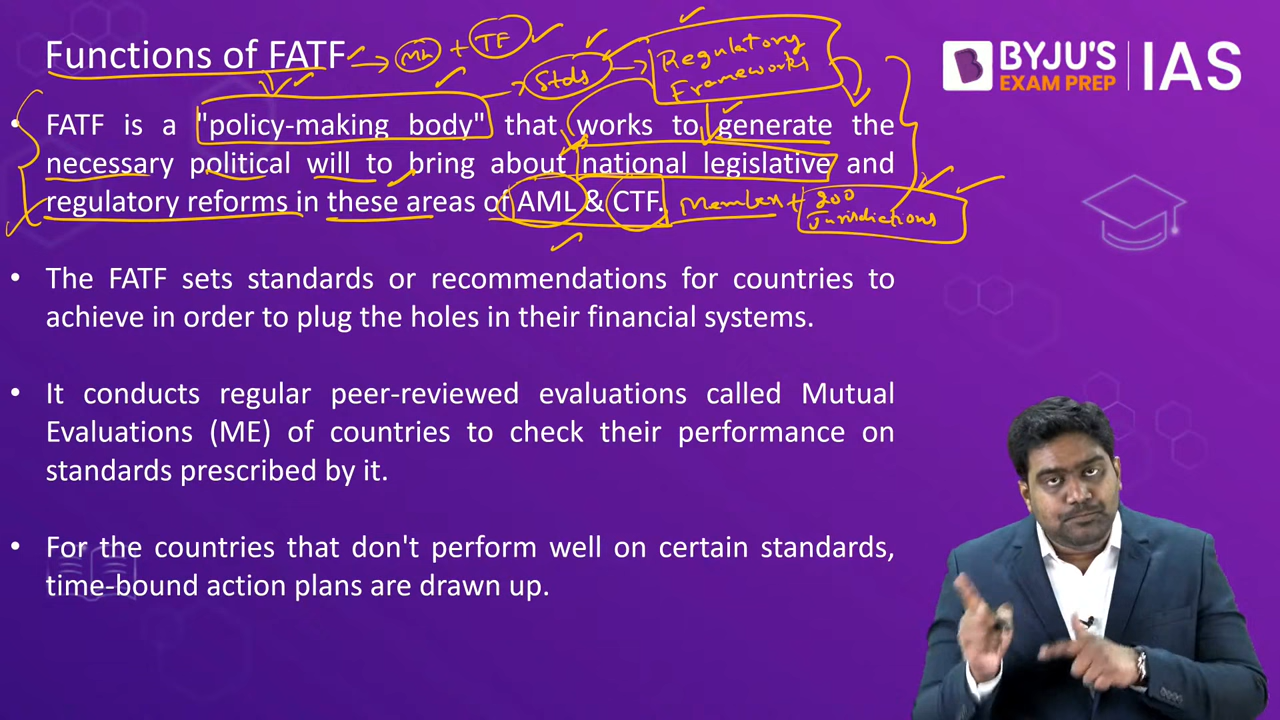 Functions of FATF
ML + TF
Stds
Regulatory
Frameworks
BYJU'S
EXAM PREP
IAS
• FATF is a "policy-making body" that works to generate the
necessary political will to bring about national legislative and
regulatory reforms in these areas of AML & CTF.
Members + 200
Jurisdictions
• The FATF sets standards or recommendations for countries to
achieve in order to plug the holes in their financial systems.
• It conducts regular peer-reviewed evaluations called Mutual
Evaluations (ME) of countries to check their performance on
standards prescribed by it.
• For the countries that don't perform well on certain standards,
time-bound action plans are drawn up.